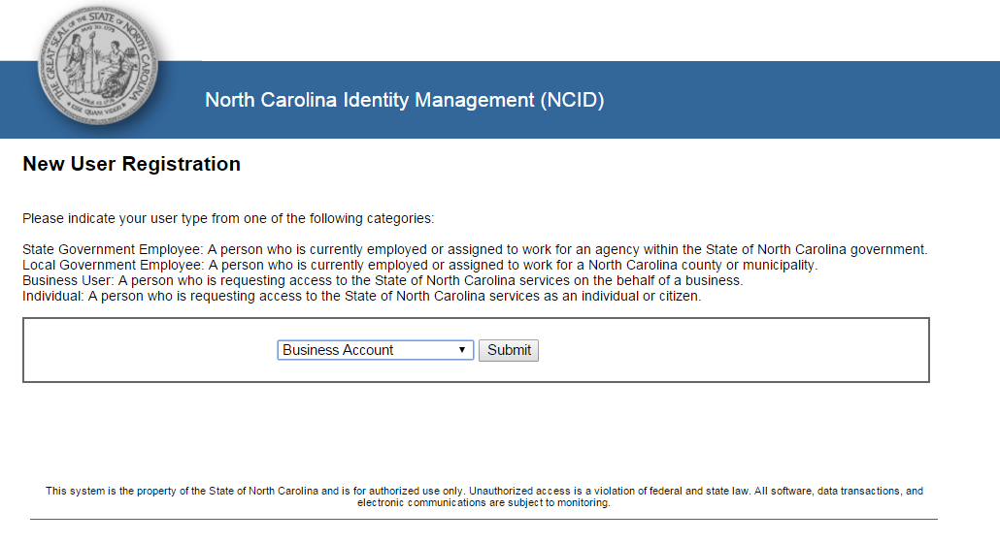 THE GREAT SEAL OF THE STATE OF NORTH CAROLINA
MAY 20, 1775
APRIL 12 1776
ESSE QUAM VIDERI
North Carolina Identity Management (NCID)
New User Registration
Please indicate your user type from one of the following categories:
State Government Employee: A person who is currently employed or assigned to work for an agency within the State of North Carolina government.
Local Government Employee: A person who is currently employed or assigned to work for a North Carolina county or municipality.
Business User: A person who is requesting access to the State of North Carolina services on the behalf of a business.
Individual: A person who is requesting access to the State of North Carolina services as an individual or citizen.
Business Account Submit
This system is the property of the State of North Carolina and is for authorized use only. Unauthorized access is a violation of federal and state law. All software, data transactions, and
electronic communications are subject to monitoring.